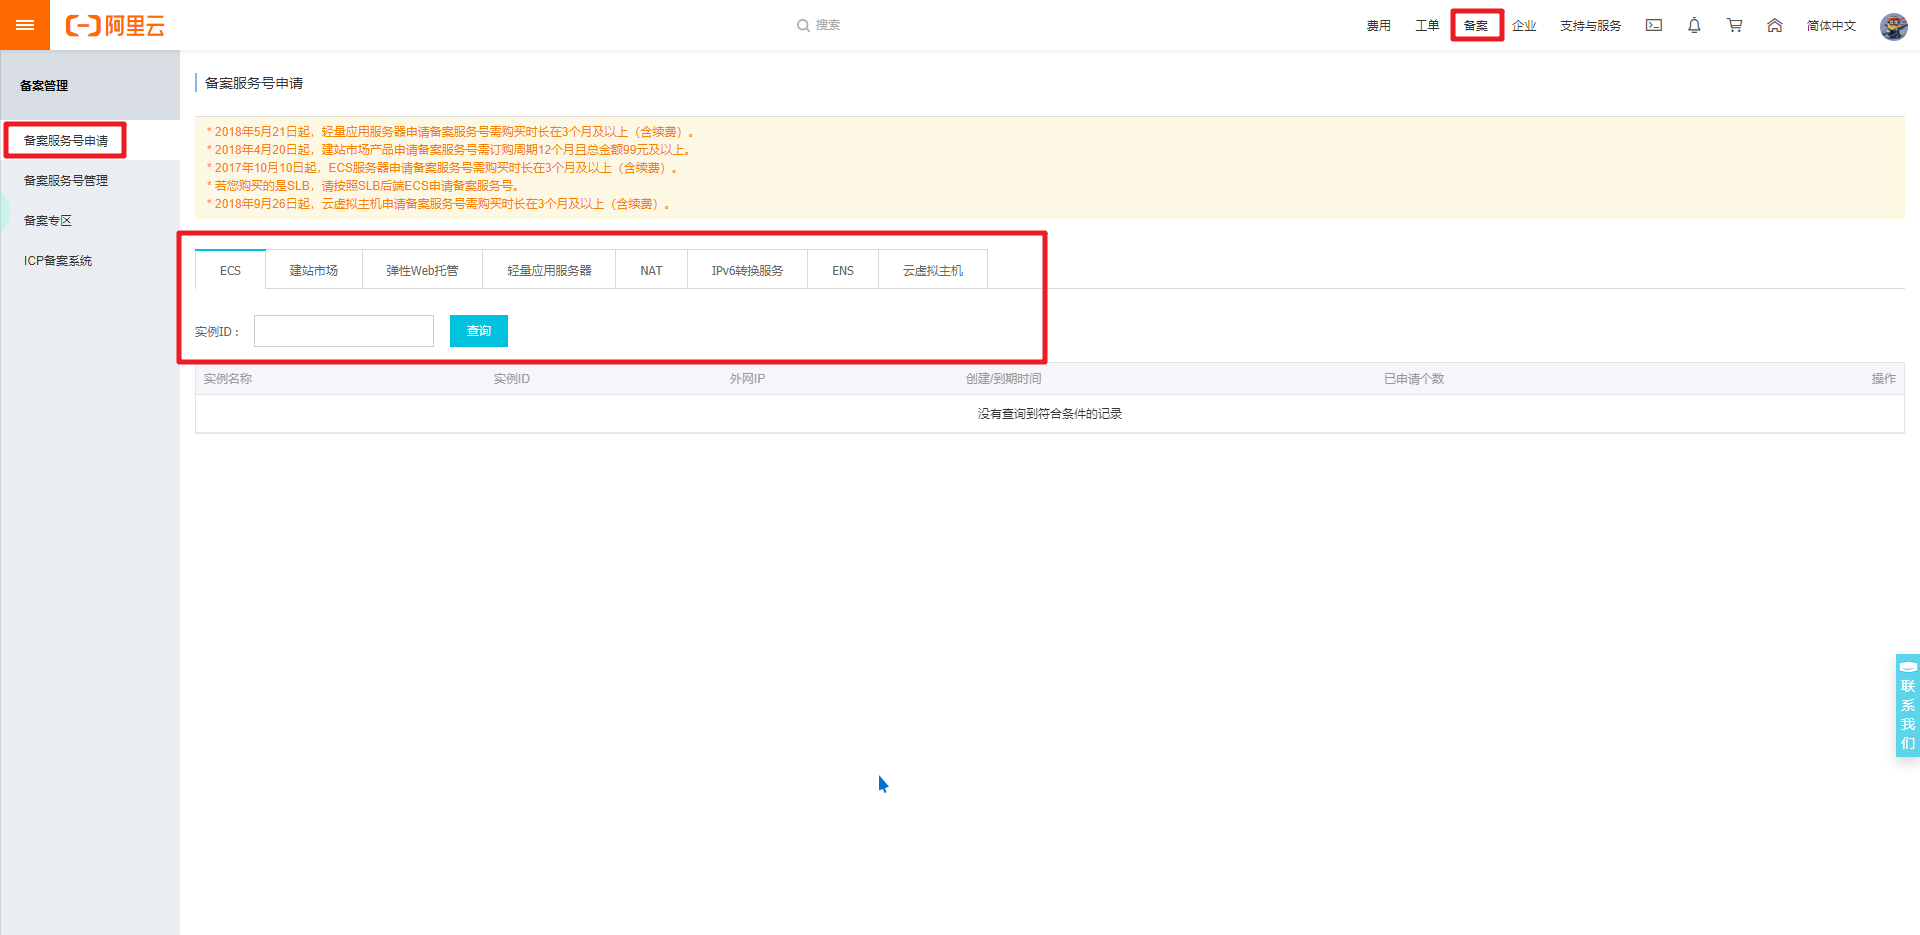 阿里云
搜索
费用
工单
备案
企业
支持与服务
简体中文
备案管理
备案服务号申请
备案服务号管理
备案专区
ICP备案系统
备案服务号申请
* 2018年5月21日起，轻量应用服务器申请备案服务号需购买时长在3个月及以上（含续费）。
* 2018年4月20日起，建站市场产品申请备案服务号需订购周期12个月且总金额99元及以上。
* 2017年10月10日起，ECS服务器申请备案服务号需购买时长在3个月及以上（含续费）。
* 若您购买的是SLB，请按照SLB后端ECS申请备案服务号。
* 2018年9月26日起，云虚拟主机申请备案服务号需购买时长在3个月及以上（含续费）。
ECS
建站市场
弹性Web托管
轻量应用服务器
NAT
IPv6转换服务
ENS
云虚拟主机
实例ID：
查询
实例名称
实例ID
外网IP
创建/到期时间
已申请个数
操作
没有查询到符合条件的记录
联
系
我
们